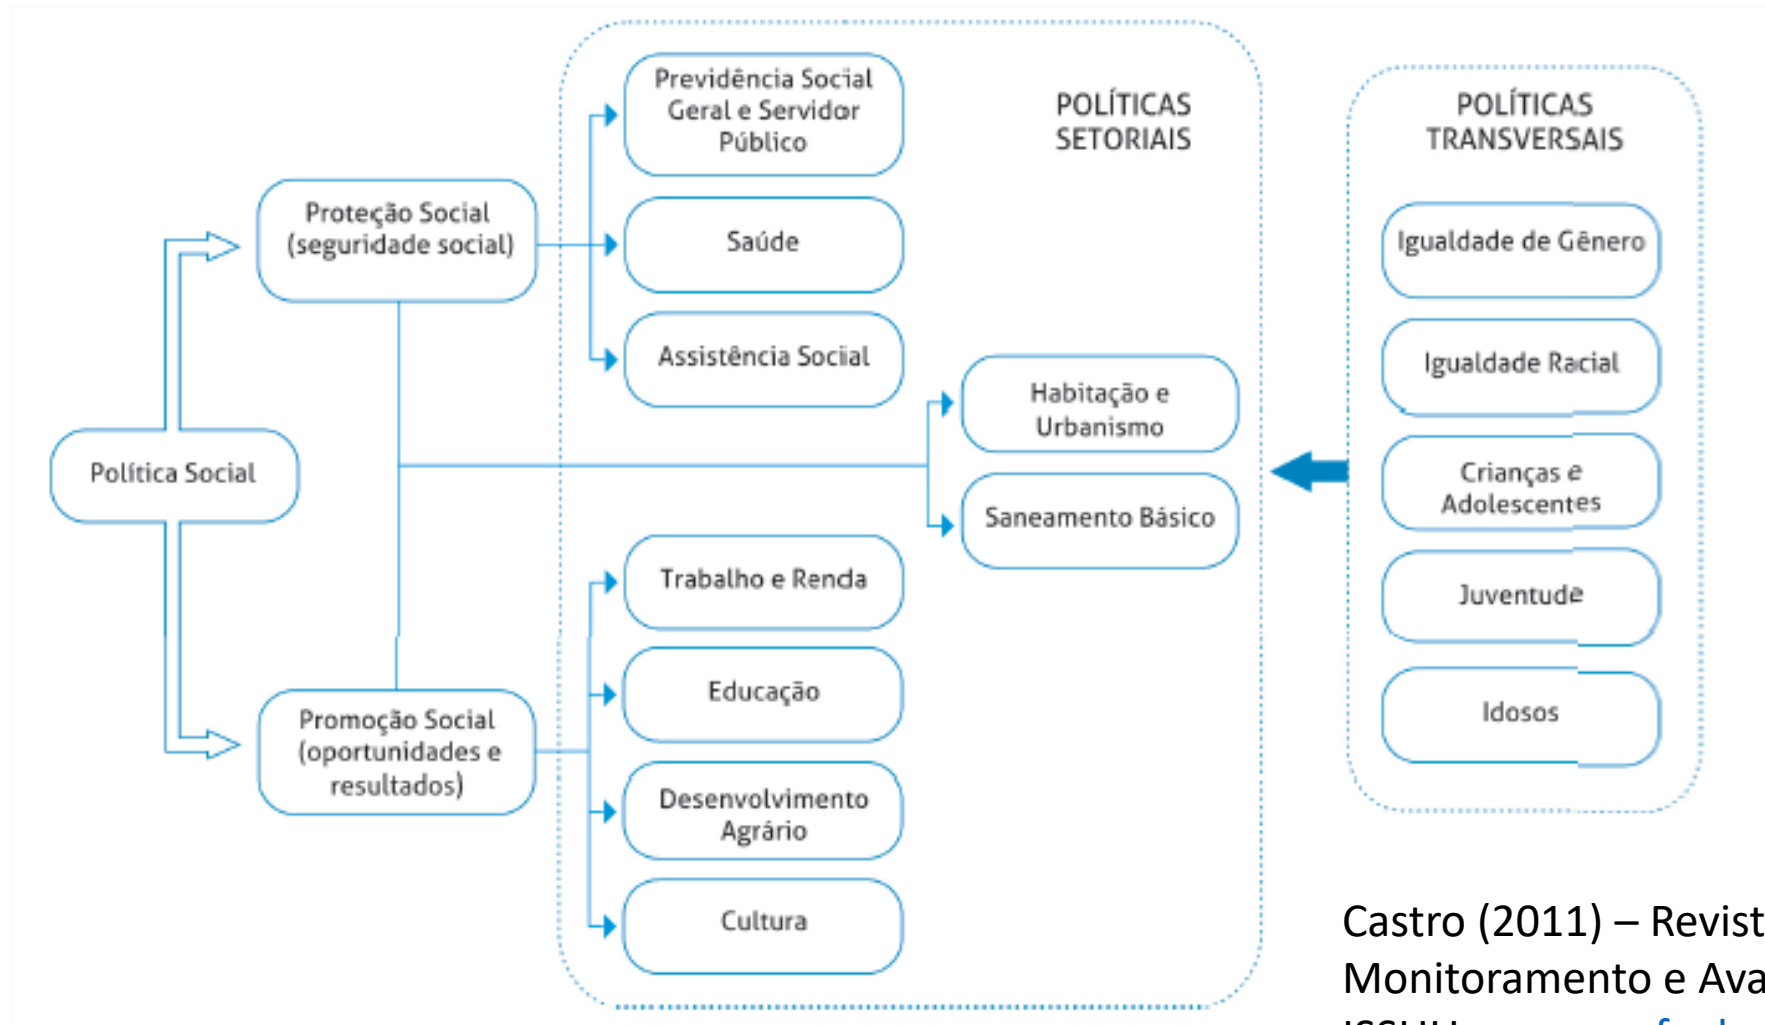 Previdência Social
Geral e Servidor
Público
POLÍTICAS
SETORIAIS
POLÍTICAS
TRANSVERSAIS
Proteção Social
(seguridade social)
Saúde
Igualdade de Gênero
Assistência Social
Igualdade Racial
Habitação e
Urbanismo
Política Social
Crianças e
Adolescentes
Saneamento Básico
Trabalho e Renda
Juventude
Educação
Promoção Social
(oportunidades e
resultados)
Idosos
Desenvolvimento
Agrário
Cultura
Castro (2011) – Revist
Monitoramento e Ava